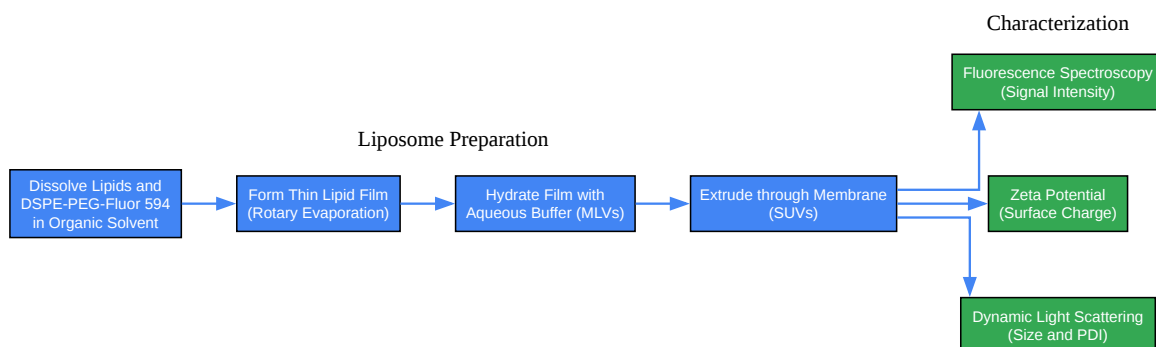 Characterization
Fluorescence Spectroscopy
(Signal Intensity)
Liposome Preparation
Dissolve Lipids and
DSPE-PEG-Fluor 594
in Organic Solvent
Form Thin Lipid Film
(Rotary Evaporation)
Hydrate Film with
Aqueous Buffer (MLVs)
Extrude through Membrane
(SUVs)
Zeta Potential
(Surface Charge)
Dynamic Light Scattering
(Size and PDI)